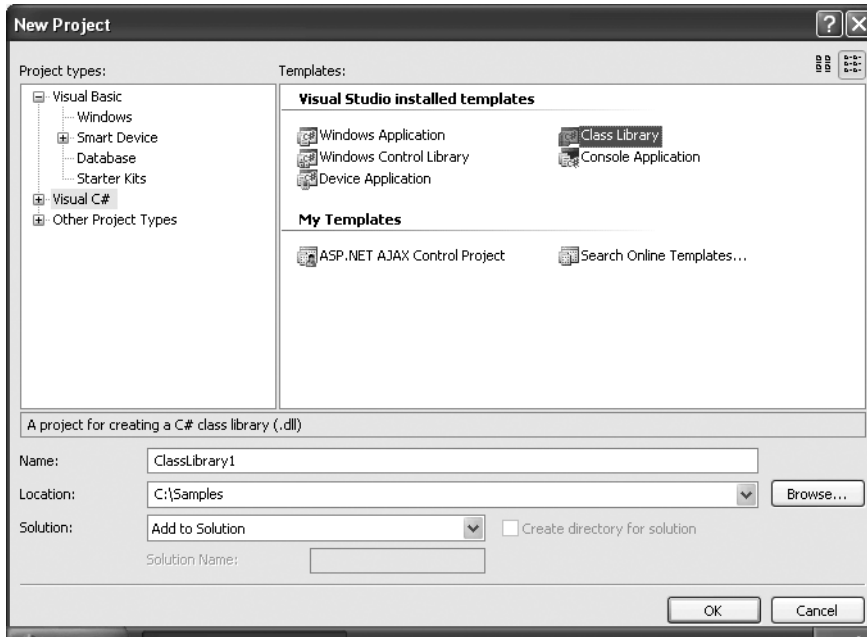 New Project
Project types:
Templates:
Visual Basic
Windows
Smart Device
Database
Starter Kits
Visual C#
Other Project Types
Visual Studio installed templates
Windows Application
Class Library
Windows Control Library
Console Application
Device Application
My Templates
ASP.NET AJAX Control Project
Search Online Templates...
A project for creating a C# class library (.dll)
Name:
ClassLibrary1
Location:
C:\Samples
Browse...
Solution:
Add to Solution
Create directory for solution
Solution Name:
OK
Cancel